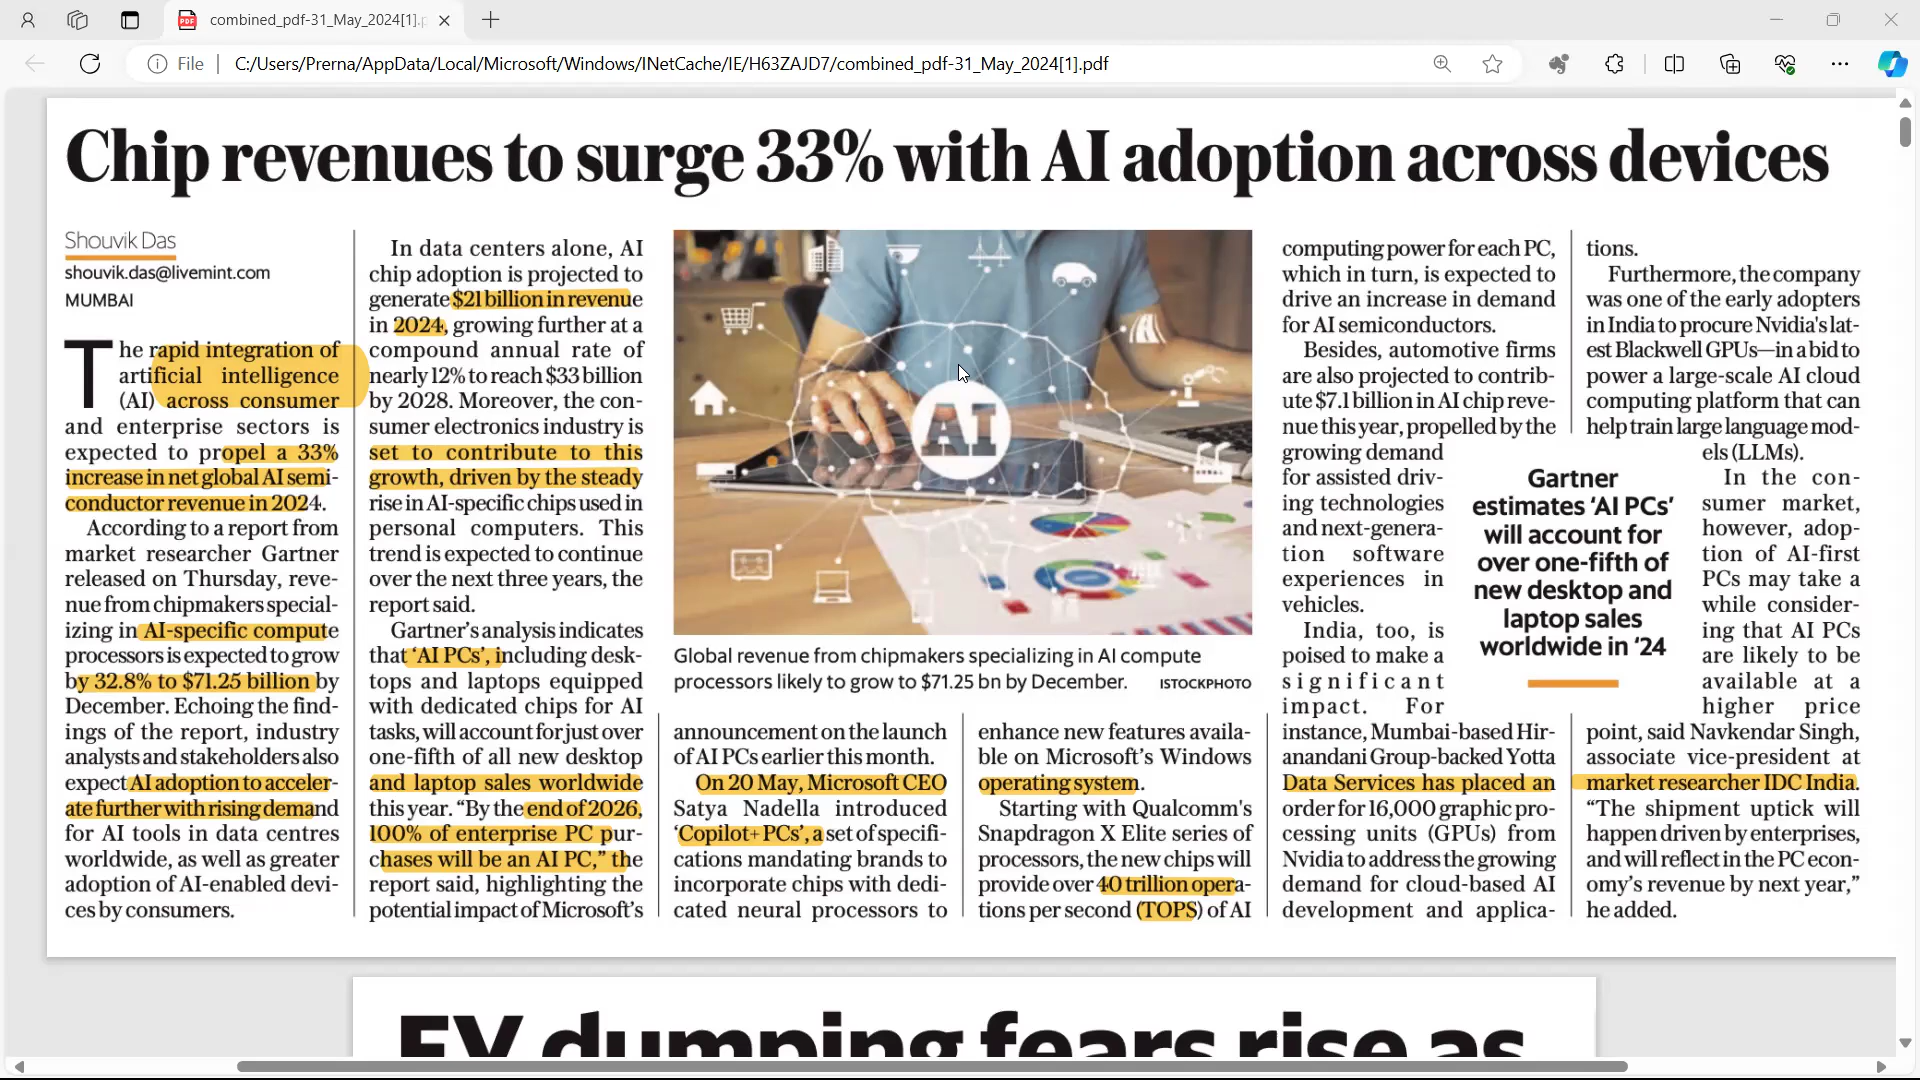 combined_pdf-31_May_2024[1].p
File
C:/Users/Prerna/AppData/Local/Microsoft/Windows/INetCache/IE/H63ZAJD7/combined_pdf-31_May_2024[1].pdf
Chip revenues to surge 33% with AI adoption across devices
Shouvik Das
shouvik.das@livemint.com
MUMBAI
The rapid integration of
artificial intelligence
(AI) across consumer
and enterprise sectors is
expected to propel a 33%
increase in net global AI semi-
conductor revenue in 2024.
According to a report from
market researcher Gartner
released on Thursday, reve-
nue from chipmakers special-
izing in AI-specific compute
processors is expected to grow
by 32.8% to $71.25 billion by
December. Echoing the find-
ings of the report, industry
analysts and stakeholders also
expect AI adoption to acceler-
ate further with rising demand
for AI tools in data centres
worldwide, as well as greater
adoption of AI-enabled devi-
ces by consumers.
In data centers alone, AI
chip adoption is projected to
generate $21 billion in revenue
in 2024, growing further at a
compound annual rate of
nearly 12% to reach $33 billion
by 2028. Moreover, the con-
sumer electronics industry is
set to contribute to this
growth, driven by the steady
rise in AI-specific chips used in
personal computers. This
trend is expected to continue
over the next three years, the
report said.
Gartner's analysis indicates
that 'AI PCs', including desk-
tops and laptops equipped
with dedicated chips for AI
tasks, will account for just over
one-fifth of all new desktop
and laptop sales worldwide
this year. “By the end of 2026,
100% of enterprise PC pur-
chases will be an AI PC,” the
report said, highlighting the
potential impact of Microsoft's
AI
Global revenue from chipmakers specializing in AI compute
processors likely to grow to $71.25 bn by December. ISTOCKPHOTO
announcement on the launch
of AI PCs earlier this month.
On 20 May, Microsoft CEO
Satya Nadella introduced
'Copilot+ PCs', a set of specifi-
cations mandating brands to
incorporate chips with dedi-
cated neural processors to
enhance new features availa-
ble on Microsoft's Windows
operating system.
Starting with Qualcomm's
Snapdragon X Elite series of
processors, the new chips will
provide over 40 trillion opera-
tions per second (TOPS) of AI
computing power for each PC,
which in turn, is expected to
drive an increase in demand
for AI semiconductors.
Besides, automotive firms
are also projected to contrib-
ute $7.1 billion in AI chip reve-
nue this year, propelled by the
growing demand
for assisted driv-
ing technologies
and next-genera-
tion software
experiences in
vehicles.
India, too, is
poised to make a
significant
impact. For
instance, Mumbai-based Hir-
anandani Group-backed Yotta
Data Services has placed an
order for 16,000 graphic pro-
cessing units (GPUs) from
Nvidia to address the growing
demand for cloud-based AI
development and applica-
Gartner
estimates ‘AI PCs’
will account for
over one-fifth of
new desktop and
laptop sales
worldwide in ‘24
tions.
Furthermore, the company
was one of the early adopters
in India to procure Nvidia's lat-
est Blackwell GPUs—in a bid to
power a large-scale AI cloud
computing platform that can
help train large language mod-
els (LLMs).
In the con-
sumer market,
however, adop-
tion of AI-first
PCs may take a
while consider-
ing that AI PCs
are likely to be
available at a
higher price
point, said Navkendar Singh,
associate vice-president at
market researcher IDC India.
“The shipment uptick will
happen driven by enterprises,
and will reflect in the PC econ-
omy's revenue by next year,”
he added.
EV dumping fears rise as